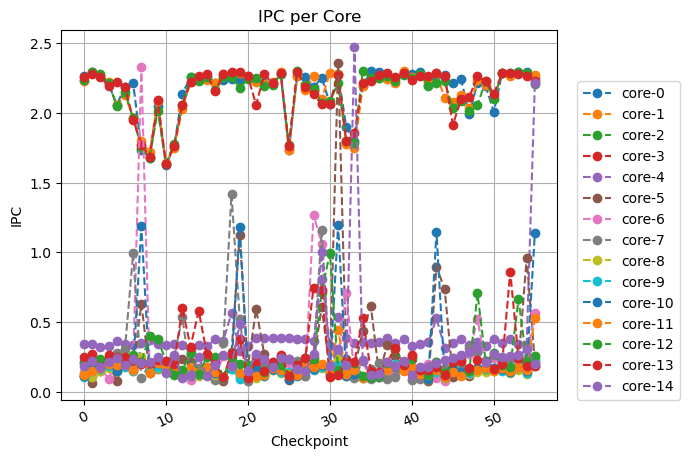 IPC per Core
IPC
2.5
2.0
1.5
1.0
0.5
0.0
0
10
20
30
40
50
Checkpoint
core-0
core-1
core-2
core-3
core-4
core-5
core-6
core-7
core-8
core-9
core-10
core-11
core-12
core-13
core-14